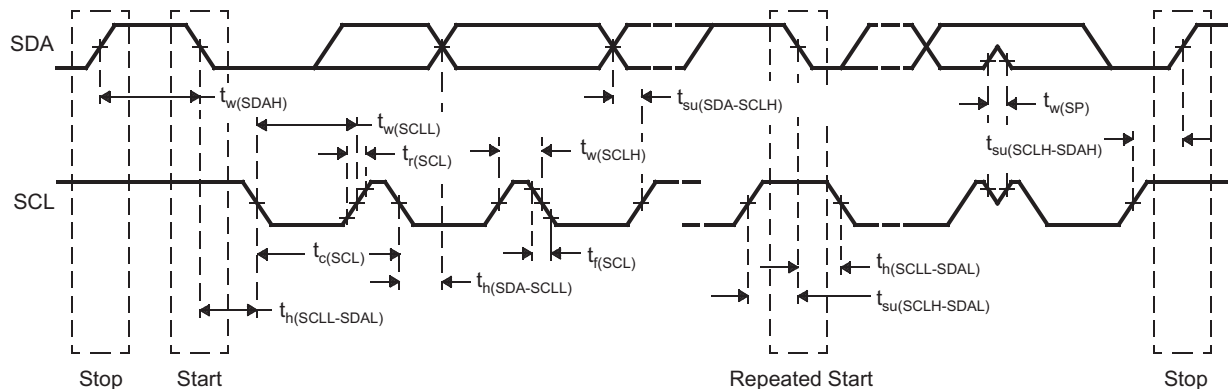 SDA
t_w(SDAH)
t_su(SDA-SCLH)
t_w(SP)
t_w(SCLL)
t_r(SCL)
t_w(SCLH)
t_su(SCLH-SDAH)
SCL
t_c(SCL)
t_f(SCL)
t_h(SCLL-SDAL)
t_h(SDA-SCLL)
t_h(SCLL-SDAL)
t_su(SCLH-SDAL)
Stop
Start
Repeated Start
Stop